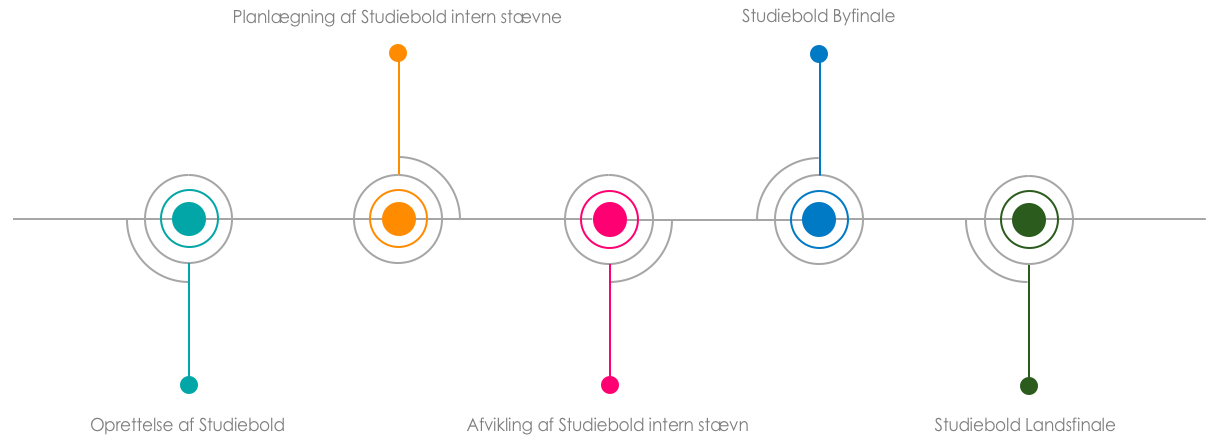 Planlægning af Studiebold intern stævne
Studiebold Byfinale
Oprettelse af Studiebold
Afvikling af Studiebold intern stævn
Studiebold Landsfinale